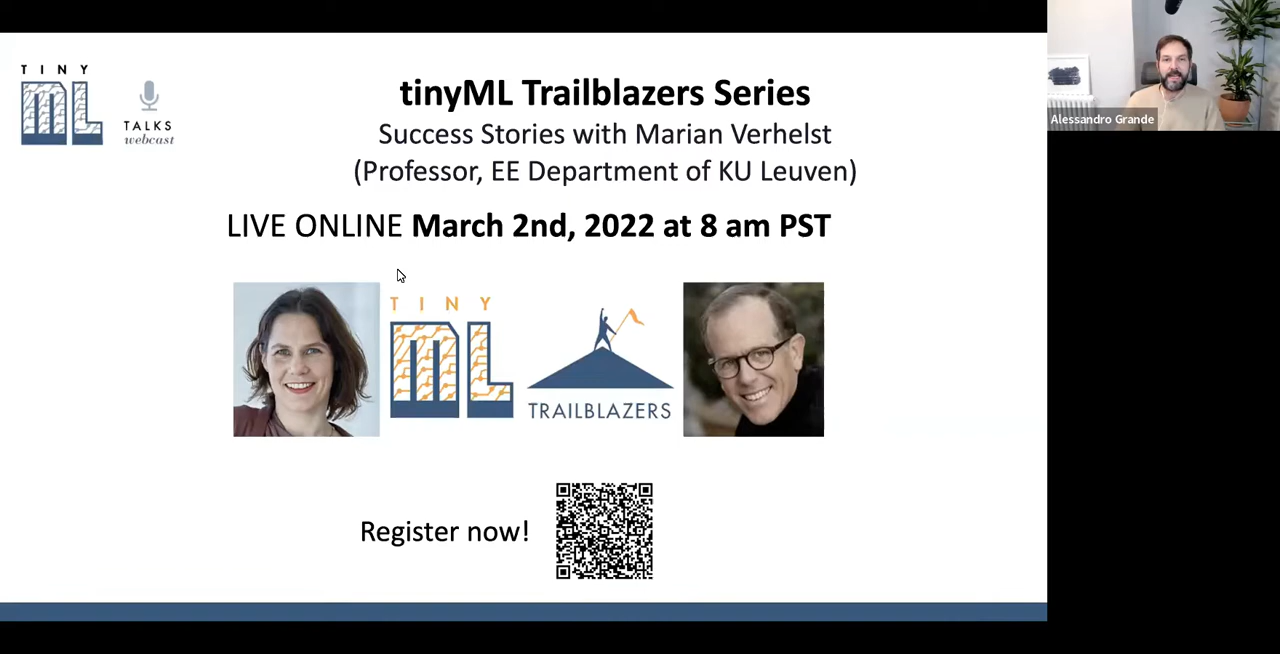 TINY
ML
TALKS
webcast
tinyML Trailblazers Series
Success Stories with Marian Verhelst
(Professor, EE Department of KU Leuven)
LIVE ONLINE March 2nd, 2022 at 8 am PST
TINY
ML
TRAILBLAZERS
Register now!
Alessandro Grande